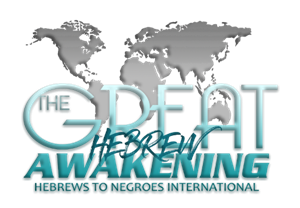 THE
GREAT
HEBREW
AWAKENING
HEBREWS TO NEGROES INTERNATIONAL